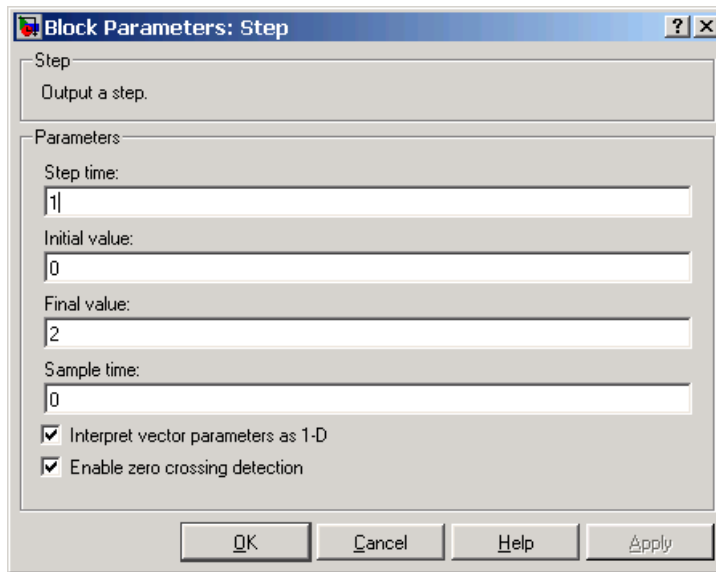 Block Parameters: Step
Step
Output a step.
Parameters
Step time:
1
Initial value:
0
Final value:
2
Sample time:
0
Interpret vector parameters as 1-D
Enable zero crossing detection
OK Cancel Help Apply